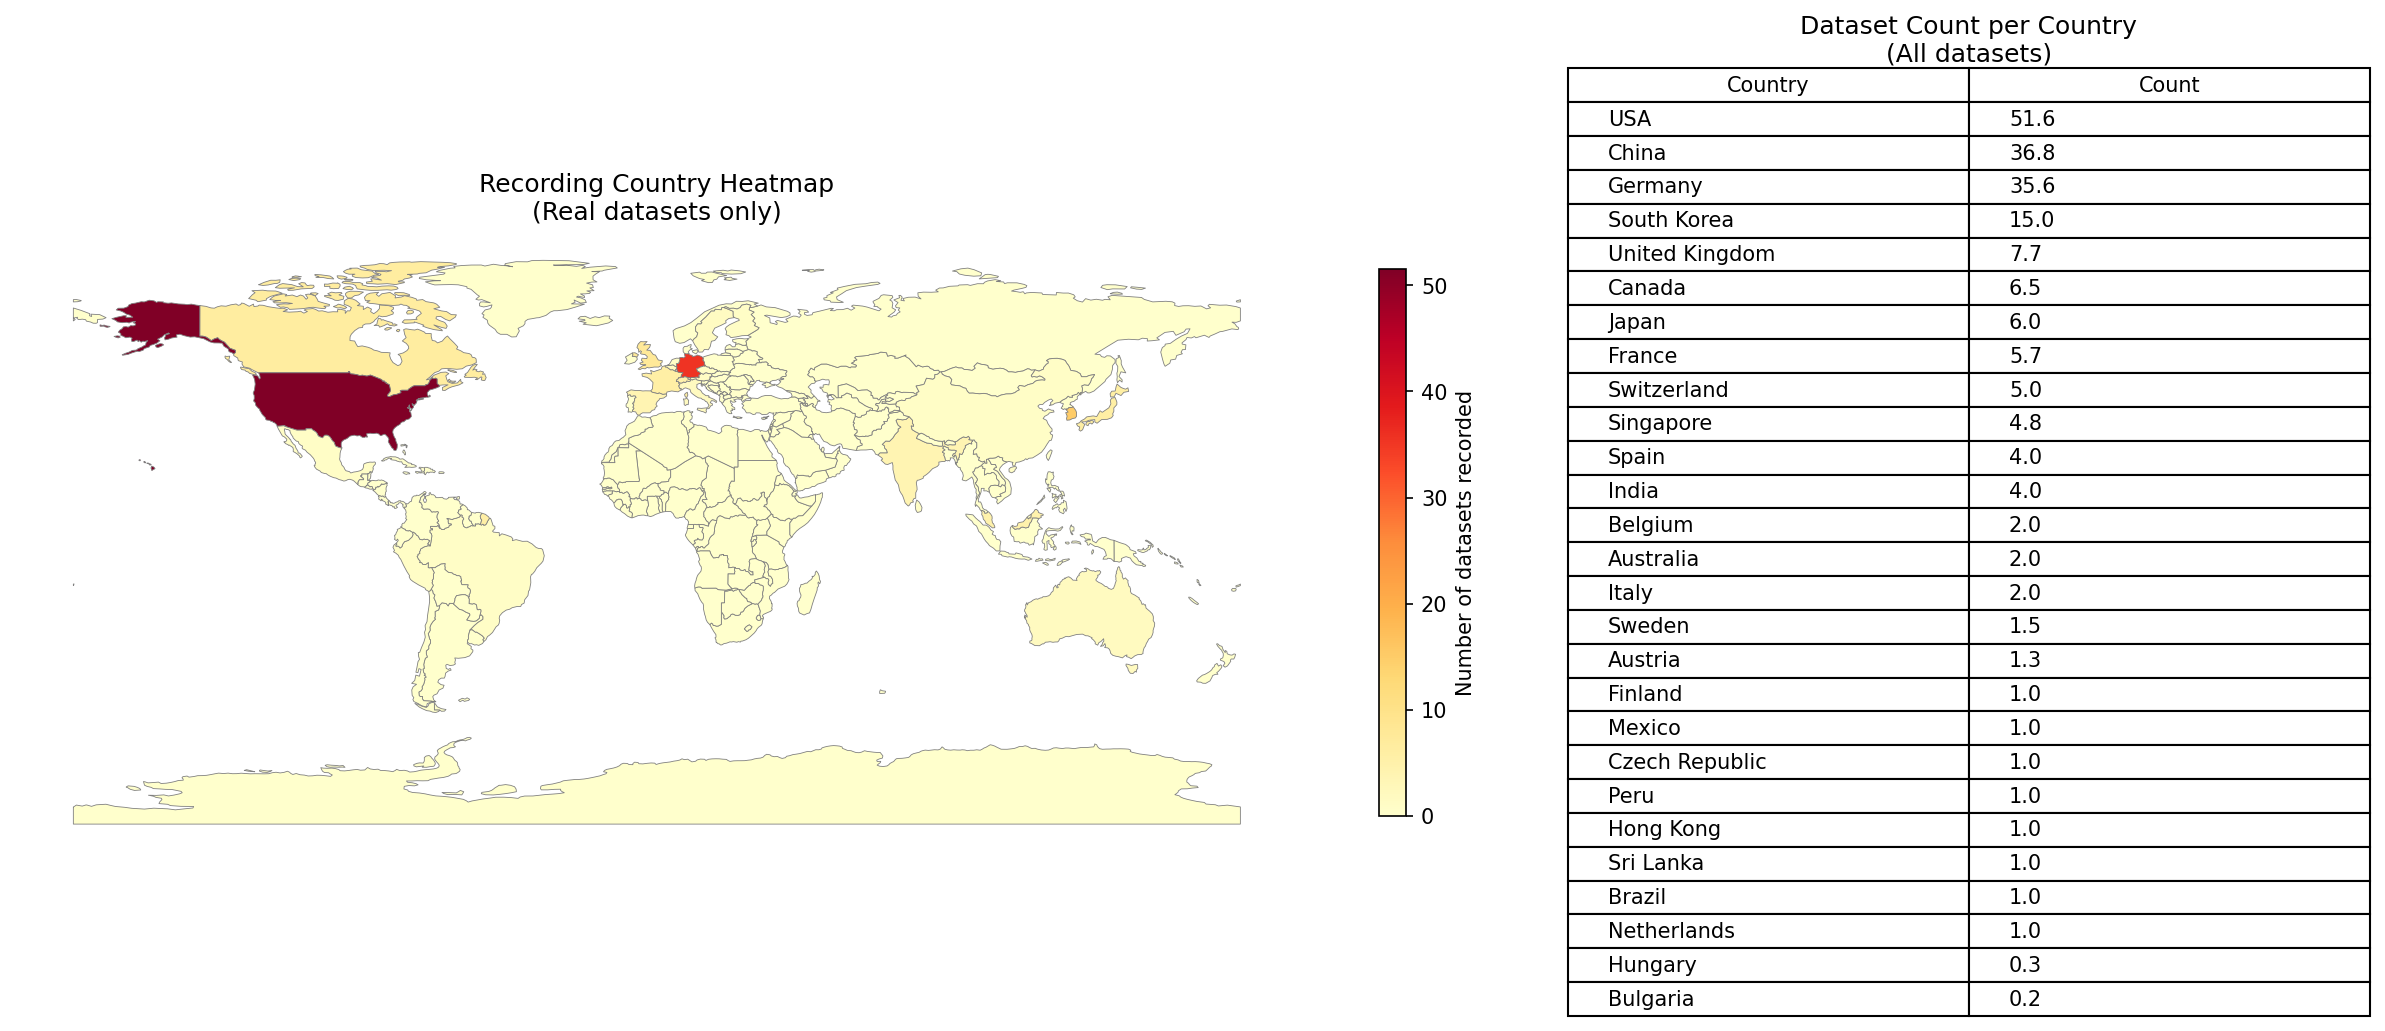 Recording Country Heatmap
(Real datasets only)
50
40
30
20
10
0
Number of datasets recorded
Dataset Count per Country
(All datasets)
Country Count
USA 51.6
China 36.8
Germany 35.6
South Korea 15.0
United Kingdom 7.7
Canada 6.5
Japan 6.0
France 5.7
Switzerland 5.0
Singapore 4.8
Spain 4.0
India 4.0
Belgium 2.0
Australia 2.0
Italy 2.0
Sweden 1.5
Austria 1.3
Finland 1.0
Mexico 1.0
Czech Republic 1.0
Peru 1.0
Hong Kong 1.0
Sri Lanka 1.0
Brazil 1.0
Netherlands 1.0
Hungary 0.3
Bulgaria 0.2